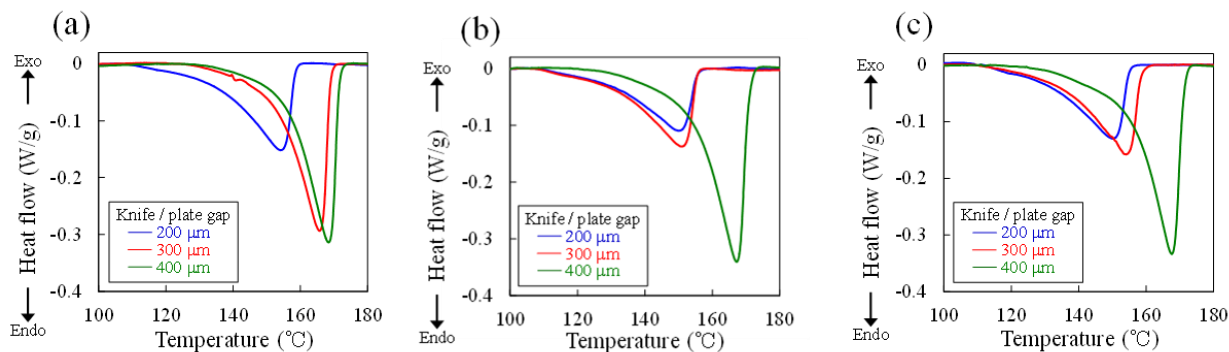 (a)
Exo
Heat flow (W/g)
Endo
0
-0.1
-0.2
-0.3
-0.4
Knife / plate gap
200 μm
300 μm
400 μm
100 120 140 160 180
Temperature (℃)
(b)
Exo
Heat flow (W/g)
Endo
0
-0.1
-0.2
-0.3
-0.4
Knife / plate gap
200 μm
300 μm
400 μm
100 120 140 160 180
Temperature (℃)
(c)
Exo
Heat flow (W/g)
Endo
0
-0.1
-0.2
-0.3
-0.4
Knife / plate gap
200 μm
300 μm
400 μm
100 120 140 160 180
Temperature (℃)